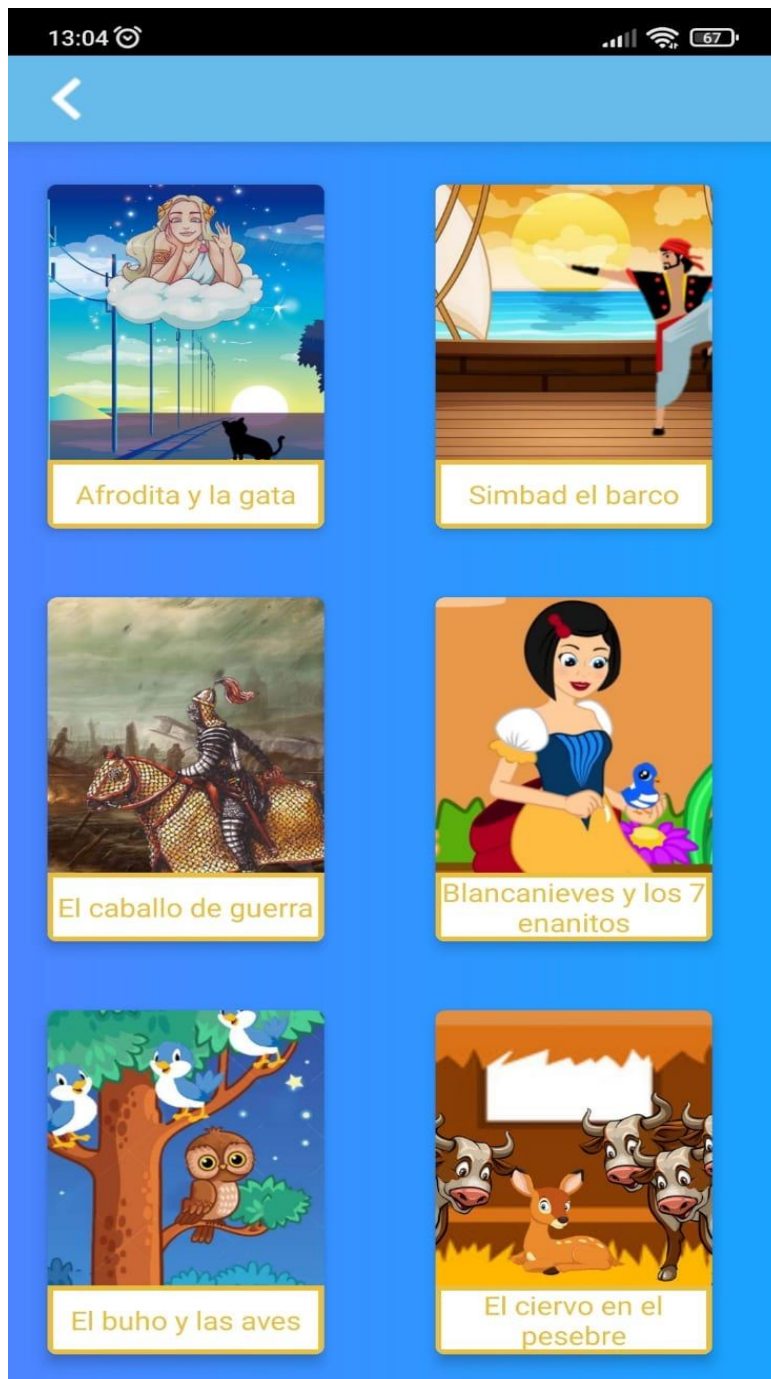 13:04
67
Afrodita y la gata
Simbad el barco
El caballo de guerra
Blancanieves y los 7
enanitos
El buho y las aves
El ciervo en el
pesebre